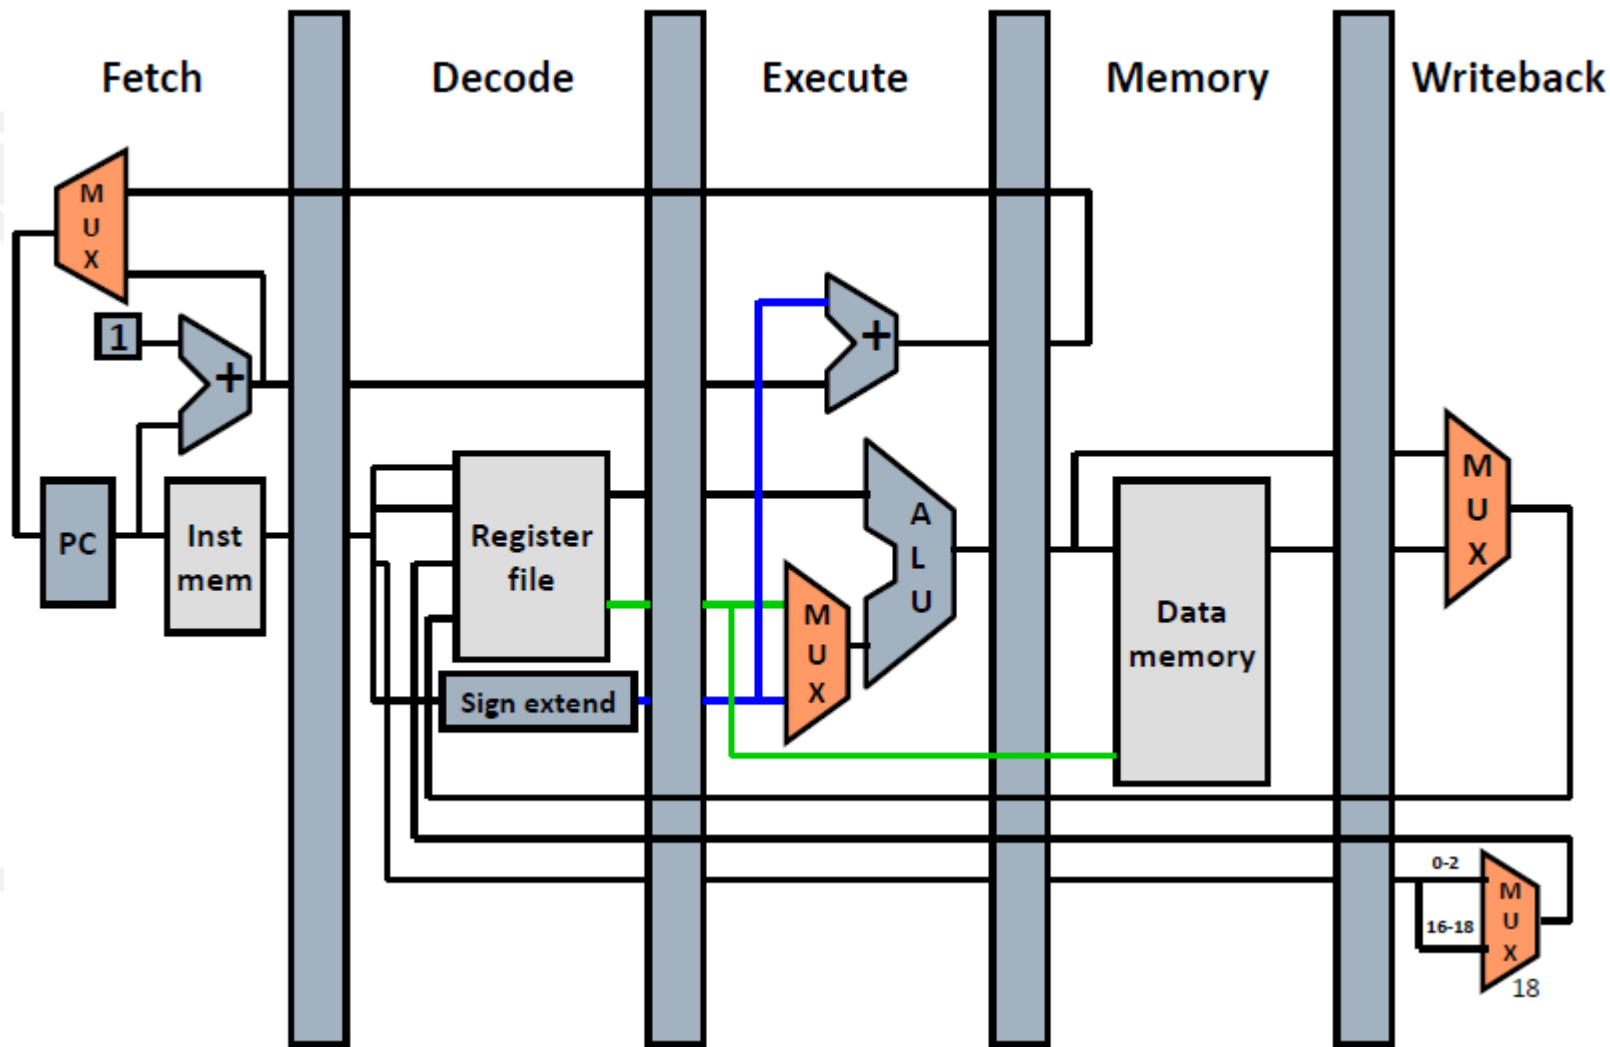 Fetch
Decode
Execute
Memory
Writeback
M
U
X
1
+
+
PC
Inst
mem
Register
file
Sign extend
M
U
X
A
L
U
Data
memory
M
U
X
0-2
16-18
M
U
X
18